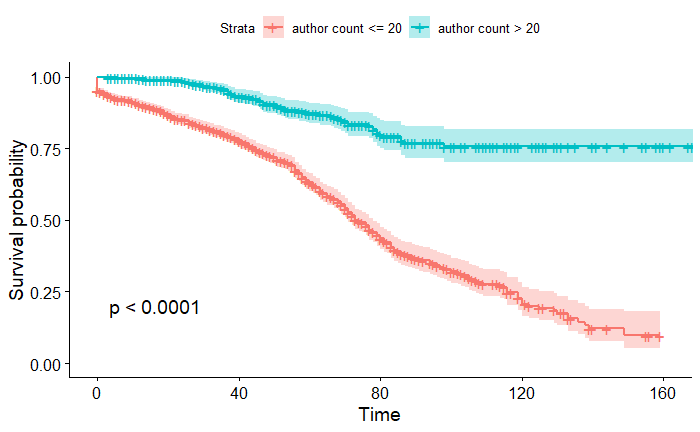 Strata author count <= 20 author count > 20
Survival probability
1.00
0.75
0.50
0.25
0.00
p < 0.0001
0 40 80 120 160
Time